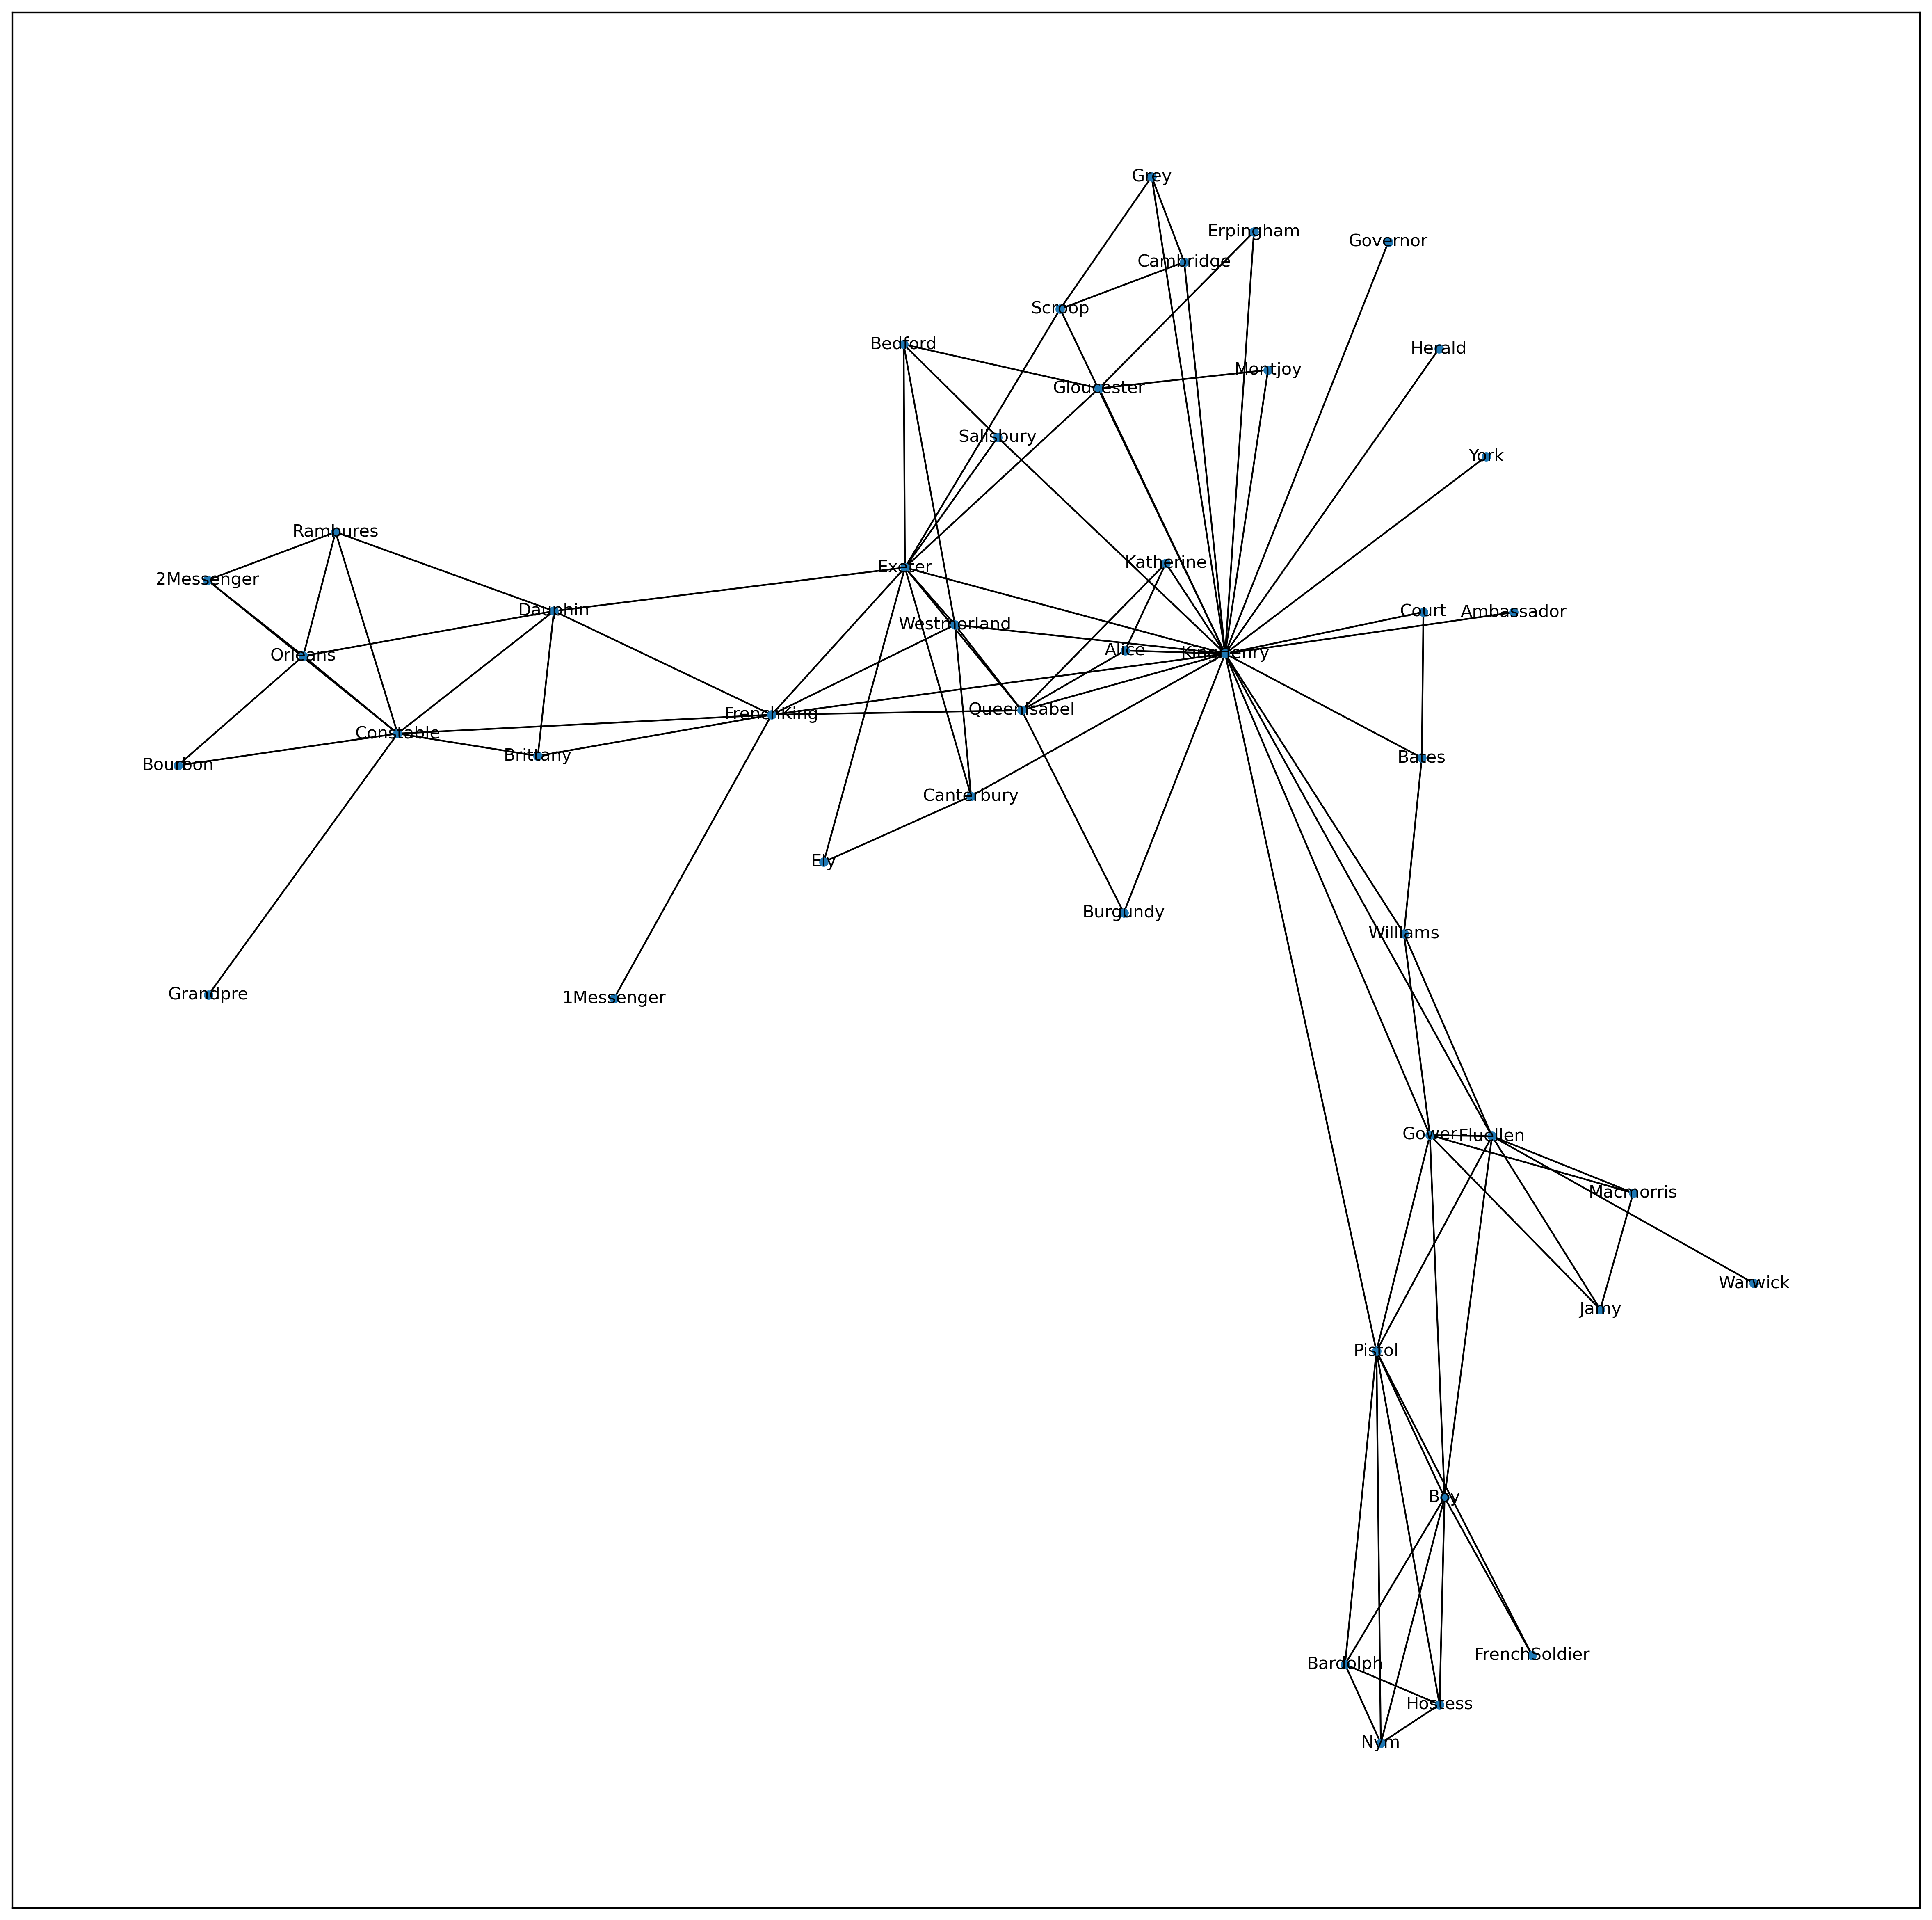 Grey
Erpingham
Governor
Cambridge
Scroop
Bedford
Herald
Montjoy
Gloucester
Salisbury
York
Rambures
Katherine
Exeter
2Messenger
Dauphin
Court
Ambassador
Westmorland
Alice
KingHenry
Orleans
QueenIsabel
FrenchKing
Constable
Brittany
Bates
Bourbon
Canterbury
Ely
Burgundy
Williams
Grandpre
1Messenger
Gower
Fluellen
Macmorris
Warwick
Jamy
Pistol
Boy
FrenchSoldier
Bardolph
Hostess
Nym